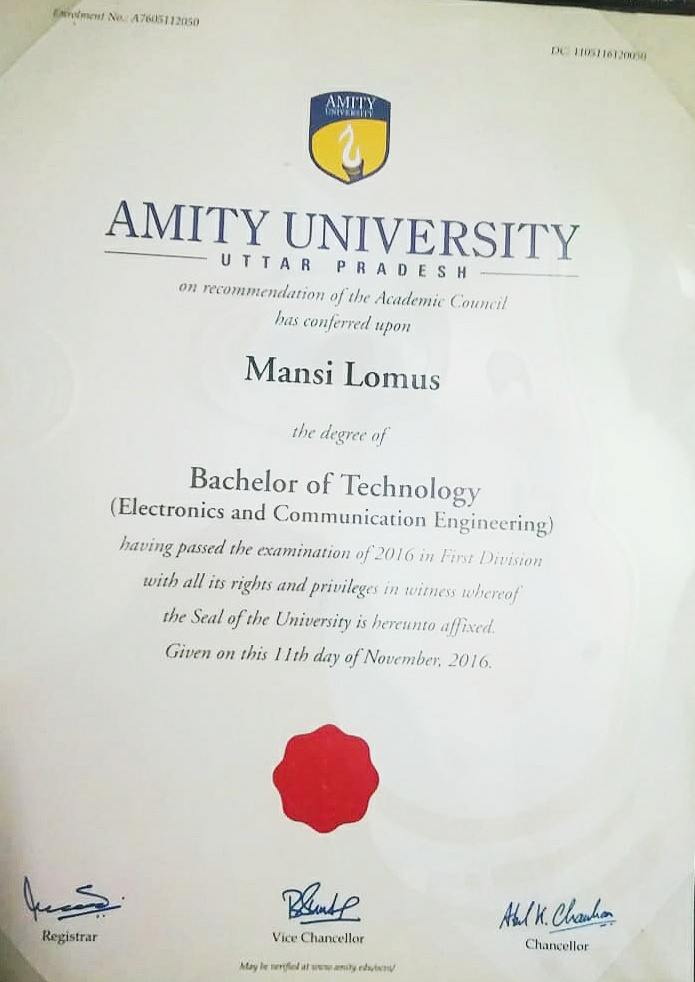 Enrolment No.: A7605112050
DC: 1105116120050
AMITY
UNIVERSITY
AMITY UNIVERSITY
UTTAR PRADESH
on recommendation of the Academic Council
has conferred upon
Mansi Lomus
the degree of
Bachelor of Technology
(Electronics and Communication Engineering)
having passed the examination of 2016 in First Division
with all its rights and privileges in witness whereof
the Seal of the University is hereunto affixed.
Given on this 11th day of November, 2016.
Registrar
Vice Chancellor
Chancellor
May be verified at www.amity.edu/